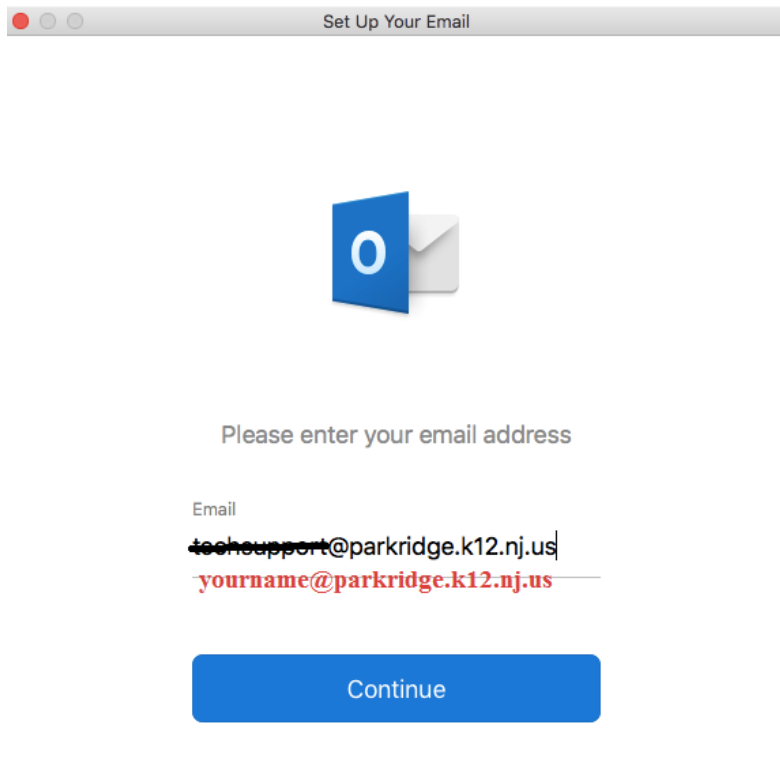 Set Up Your Email
O
Please enter your email address
Email
techsupport@parkridge.k12.nj.us
yourname@parkridge.k12.nj.us
Continue